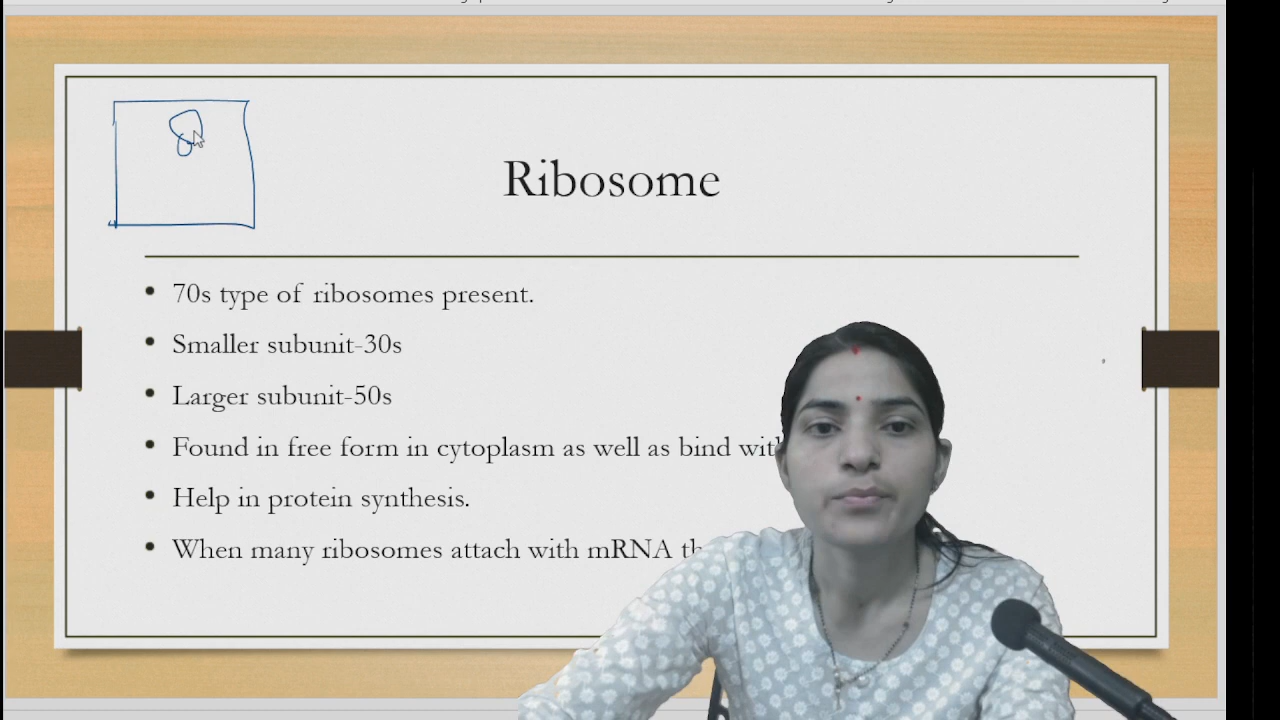 Ribosome
• 70s type of ribosomes present.
• Smaller subunit-30s
• Larger subunit-50s
• Found in free form in cytoplasm as well as bind with
• Help in protein synthesis.
• When many ribosomes attach with mRNA